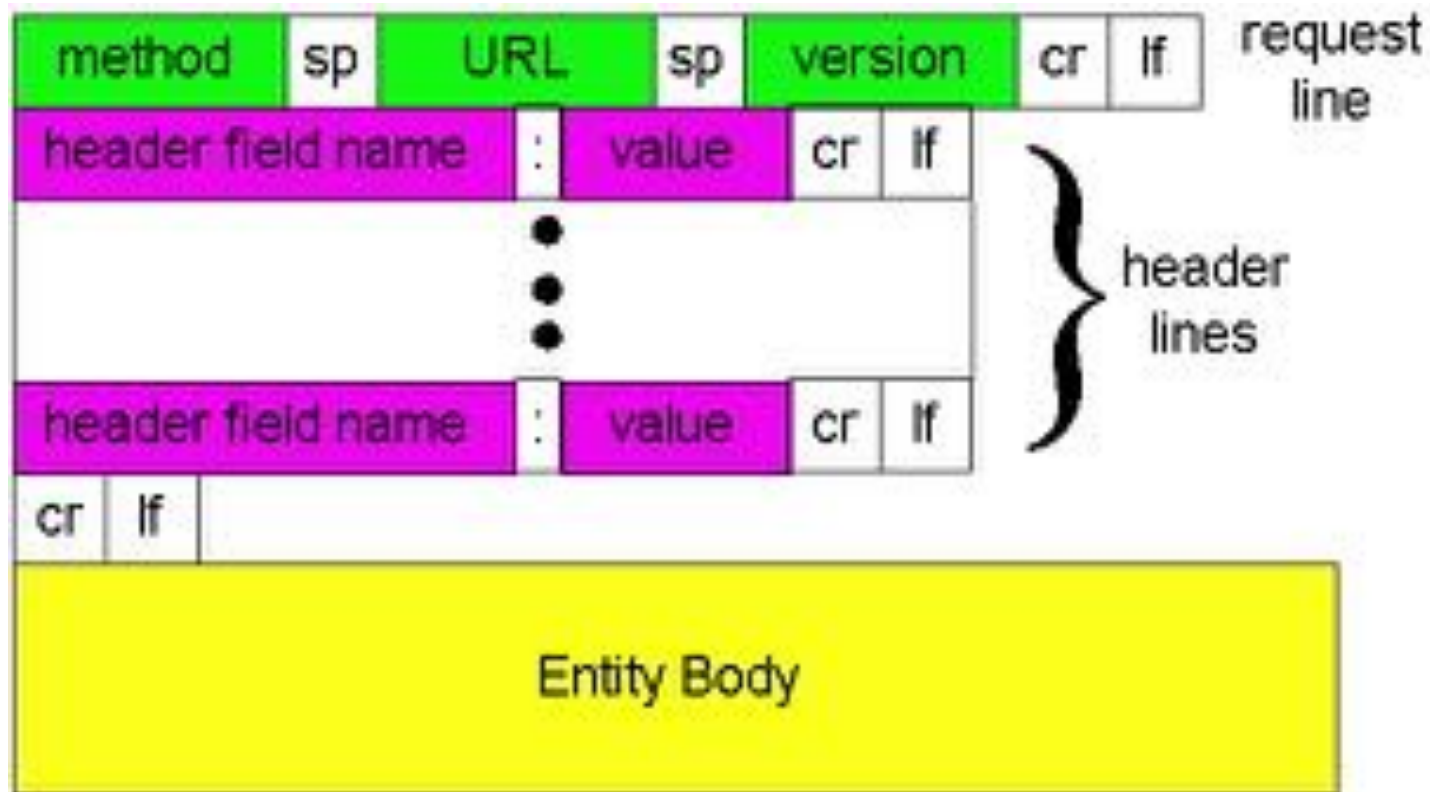 method sp URL sp version cr lf
request
line
header field name : value cr lf
header
lines
header field name : value cr lf
cr lf
Entity Body